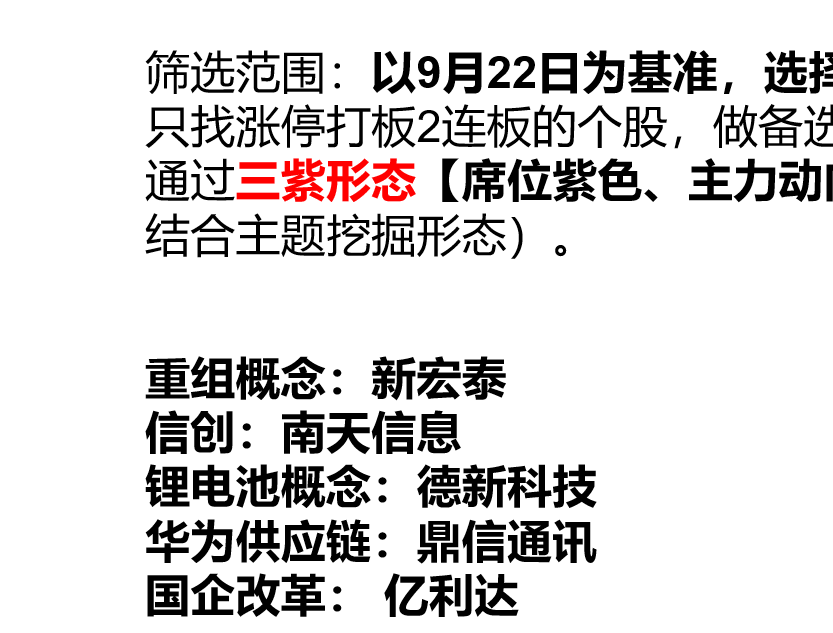 筛选范围：以9月22日为基准，选择
只找涨停打板2连板的个股，做备选
通过三紫形态【席位紫色、主力动向
结合主题挖掘形态）。
重组概念：新宏泰
信创：南天信息
锂电池概念：德新科技
华为供应链：鼎信通讯
国企改革： 亿利达